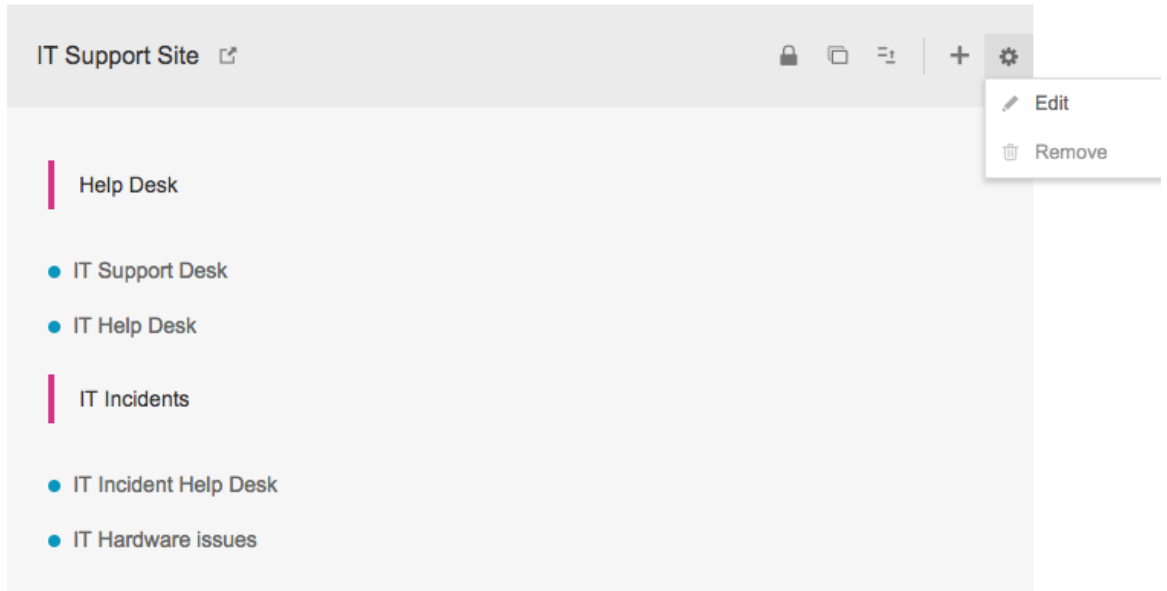 IT Support Site
Edit
Remove
Help Desk
IT Support Desk
IT Help Desk
IT Incidents
IT Incident Help Desk
IT Hardware issues